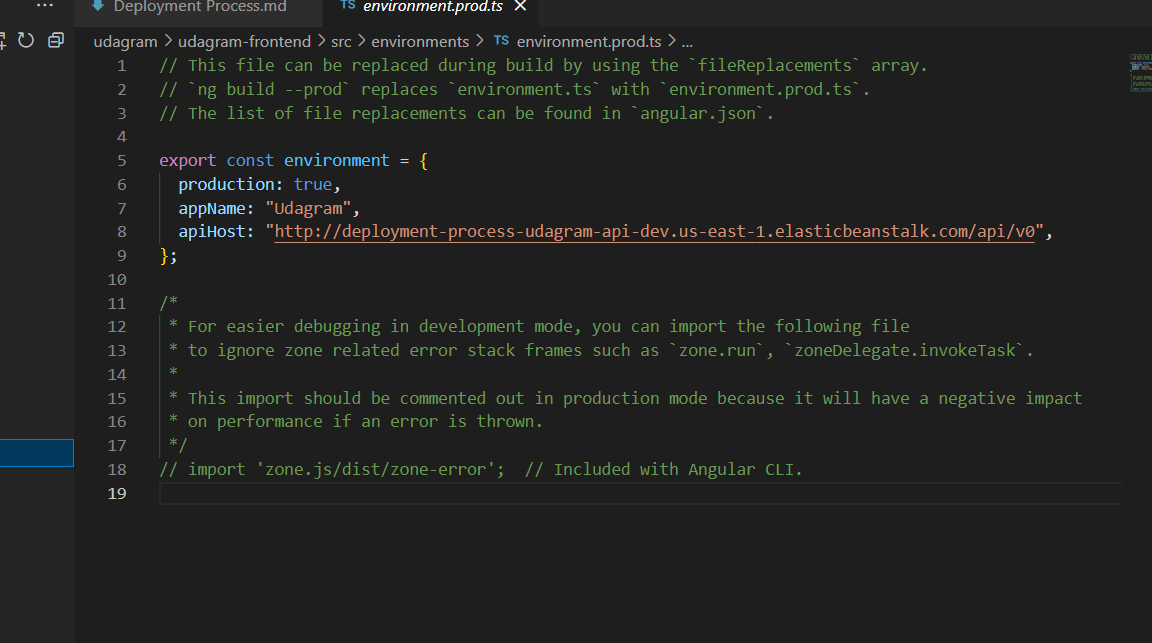 ... Deployment Process.md TS environment.prod.ts ×
udagram > udagram-frontend > src > environments > TS environment.prod.ts > ...
1 // This file can be replaced during build by using the `fileReplacements` array.
2 // `ng build --prod` replaces `environment.ts` with `environment.prod.ts`.
3 // The list of file replacements can be found in `angular.json`.
4
5 export const environment = {
6 production: true,
7 appName: "Udagram",
8 apiHost: "http://deployment-process-udagram-api-dev.us-east-1.elasticbeanstalk.com/api/v0",
9 };
10
11 /*
12 * For easier debugging in development mode, you can import the following file
13 * to ignore zone related error stack frames such as `zone.run`, `zoneDelegate.invokeTask`.
14 *
15 * This import should be commented out in production mode because it will have a negative impact
16 * on performance if an error is thrown.
17 */
18 // import 'zone.js/dist/zone-error';  // Included with Angular CLI.
19